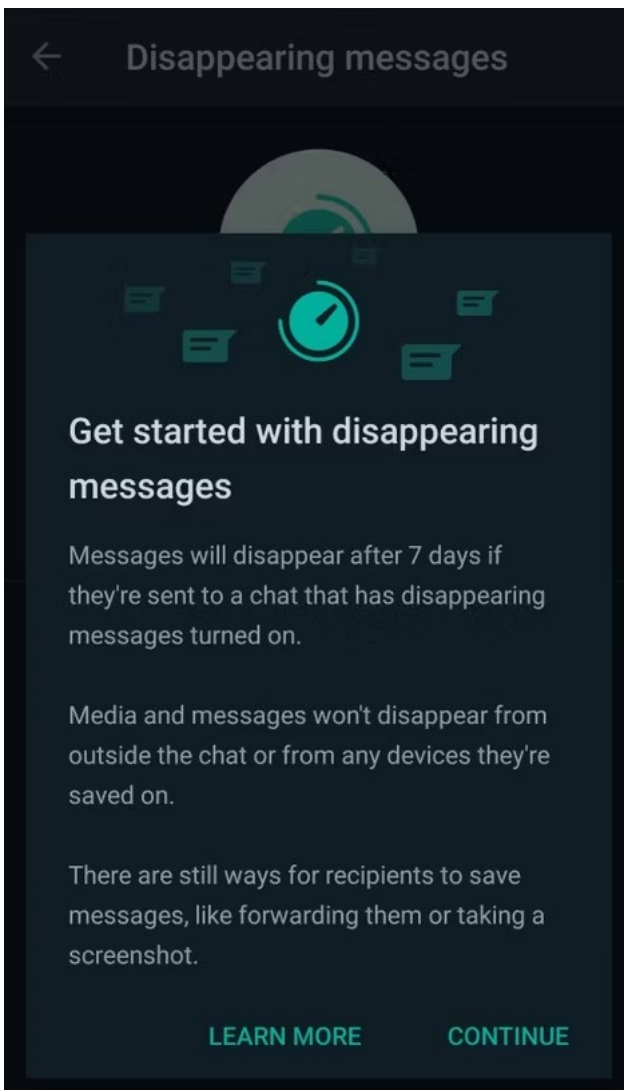 Disappearing messages
Get started with disappearing
messages
Messages will disappear after 7 days if
they're sent to a chat that has disappearing
messages turned on.
Media and messages won't disappear from
outside the chat or from any devices they're
saved on.
There are still ways for recipients to save
messages, like forwarding them or taking a
screenshot.
LEARN MORE CONTINUE